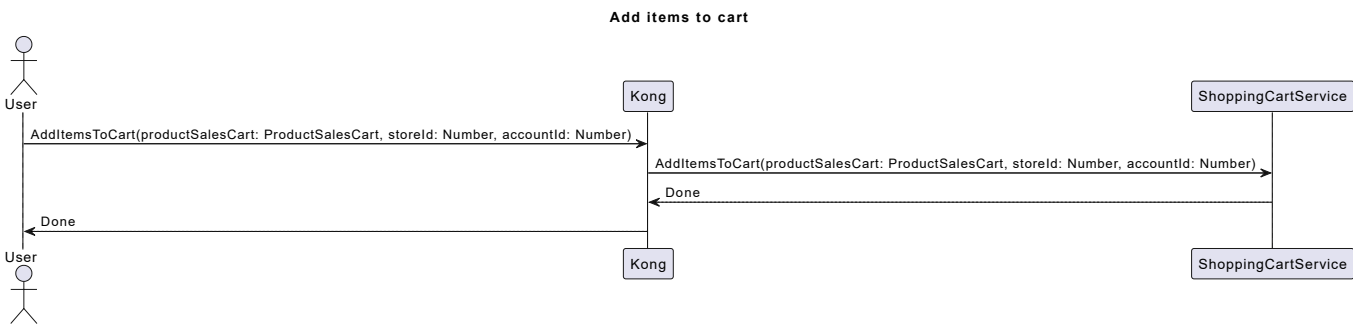 Add items to cart
User
Kong
ShoppingCartService
AddItemsToCart(productSalesCart: ProductSalesCart, storeId: Number, accountId: Number)
AddItemsToCart(productSalesCart: ProductSalesCart, storeId: Number, accountId: Number)
Done
Done
User
Kong
ShoppingCartService